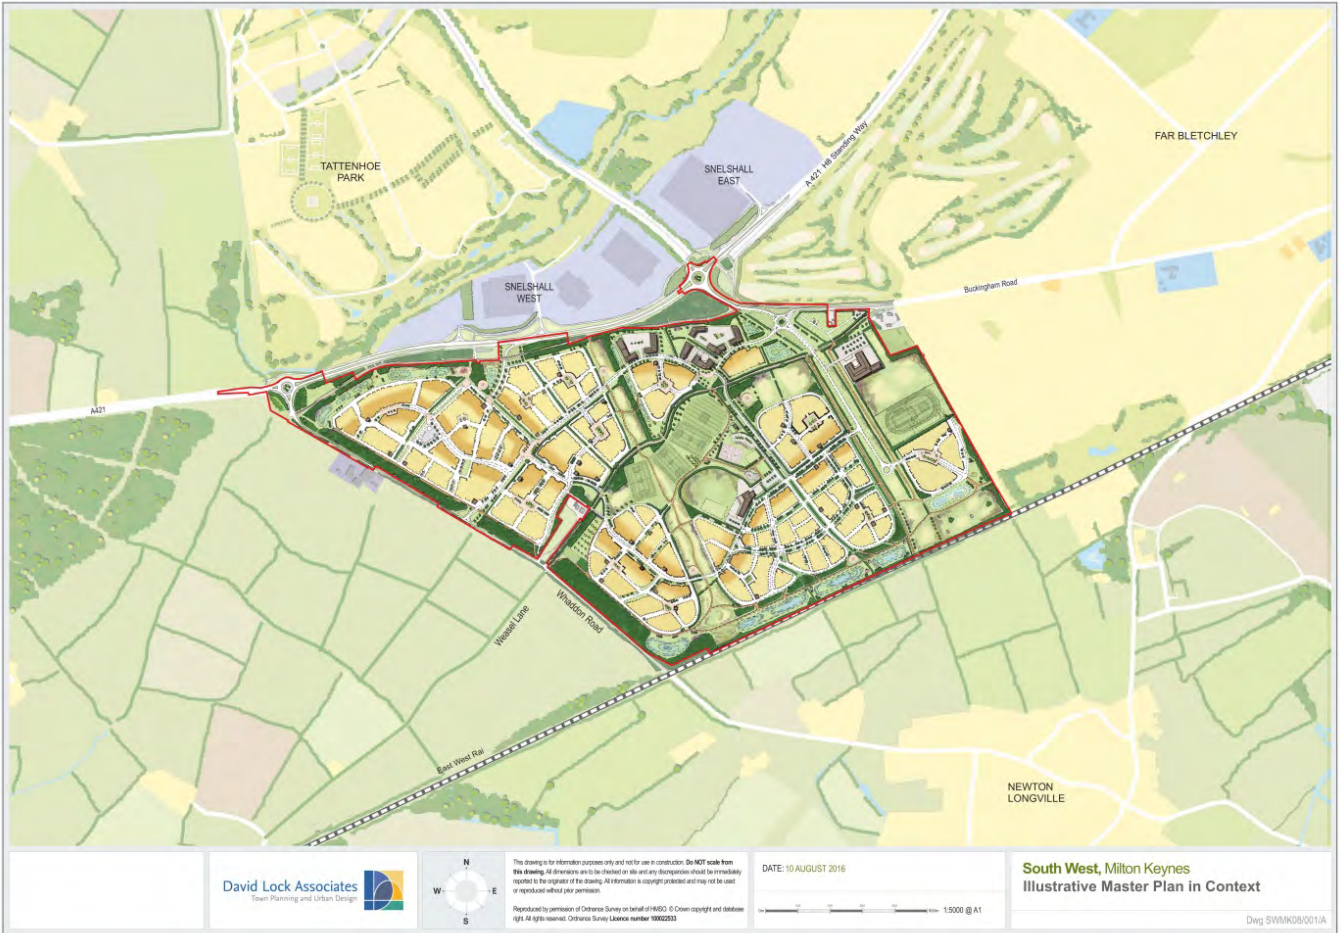 TATTENHOE
PARK
SNELSHALL
EAST
A421 H8 Standing Way
FAR BLETCHLEY
SNELSHALL
WEST
Buckingham Road
A421
Weasel Lane
Whaddon Road
East West Rai
NEWTON
LONGVILLE
David Lock Associates
Town Planning and Urban Design
N
W
E
S
This drawing is for information purposes only and not for use in construction. Do NOT scale from
this drawing. All dimensions are to be checked on site and any discrepancies should be immediately
reported to the originator of the drawing. All information is copyright protected and may not be used
or reproduced without prior permission.
Reproduced by permission of Ordnance Survey on behalf of HMSO. © Crown copyright and database
right. All rights reserved. Ordnance Survey Licence number 100022533
DATE: 10 AUGUST 2016
1:5000 @ A1
South West, Milton Keynes
Illustrative Master Plan in Context
Dwg SWMK08/001/A